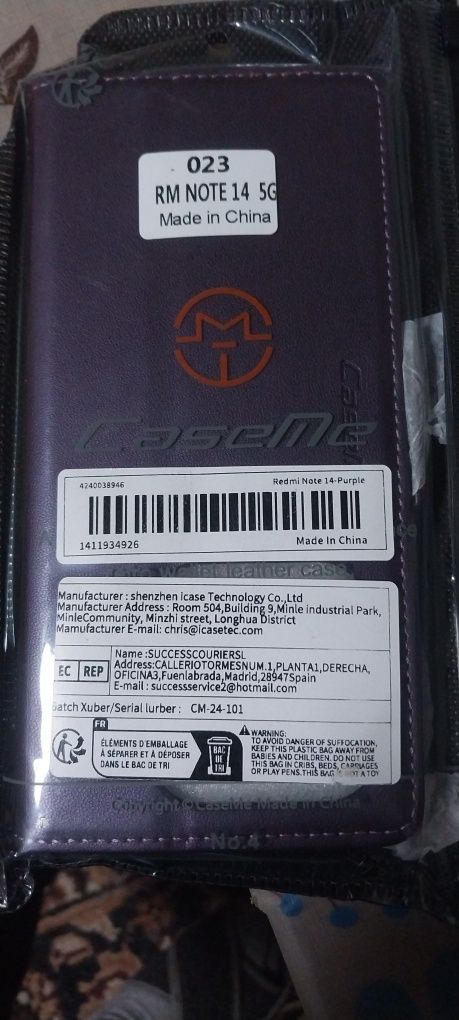 023
RM NOTE 14 5G
Made in China
CaseMe
4240038946
Redmi Note 14-Purple
1411934926
Made In China
Wallet leather case
Manufacturer : shenzhen icase Technology Co.,Ltd
Manufacturer Address : Room 504,Building 9,Minle industrial Park,
MinleCommunity, Minzhi street, Longhua District
Mamufacturer E-mail: chris@icasetec.com
EC REP
Name :SUCCESSCOURIERSL
Address:CALLERIOTORMESNUM.1,PLANTA1,DERECHA,
OFICINA3,Fuenlabrada,Madrid,28947Spain
E-mail : successservice2@hotmail.com
Xuber/Serial lurber : CM-24-101
FR
ÉLÉMENTS D'EMBALLAGE
À SÉPARER ET À DÉPOSER
DANS LE BAC DE TRI
BAC
DE
TRI
WARNING:
TO AVOID DANGER OF SUFFOCATION,
KEEP THIS PLASTIC BAG AWAY FROM
BABIES AND CHILDREN. DO NOT USE
THIS BAG IN CRIBS, BEDS, CARRIAGES
OR PLAY PENS.THIS BAG IS NOT A TOY
Copyright ©CaseMe Made in China
No.4